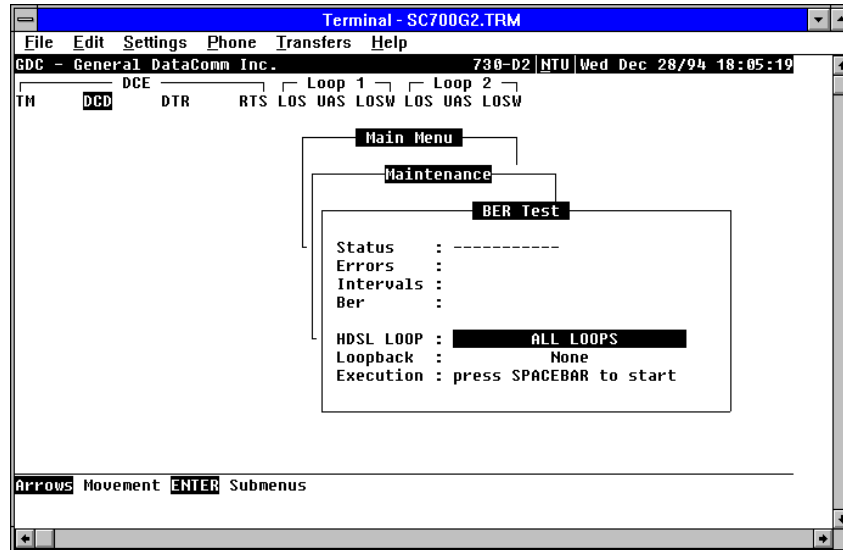 Terminal - SC700G2.TRM
File Edit Settings Phone Transfers Help
GDC - General DataComm Inc. 730-D2 NTU Wed Dec 28/94 18:05:19
DCE Loop 1 Loop 2
TM DCD DTR RTS LOS UAS LOSW LOS UAS LOSW
Main Menu
Maintenance
BER Test
Status : -----------
Errors :
Intervals :
Ber :
HDSL LOOP : ALL LOOPS
Loopback : None
Execution : press SPACEBAR to start
Arrows Movement ENTER Submenus